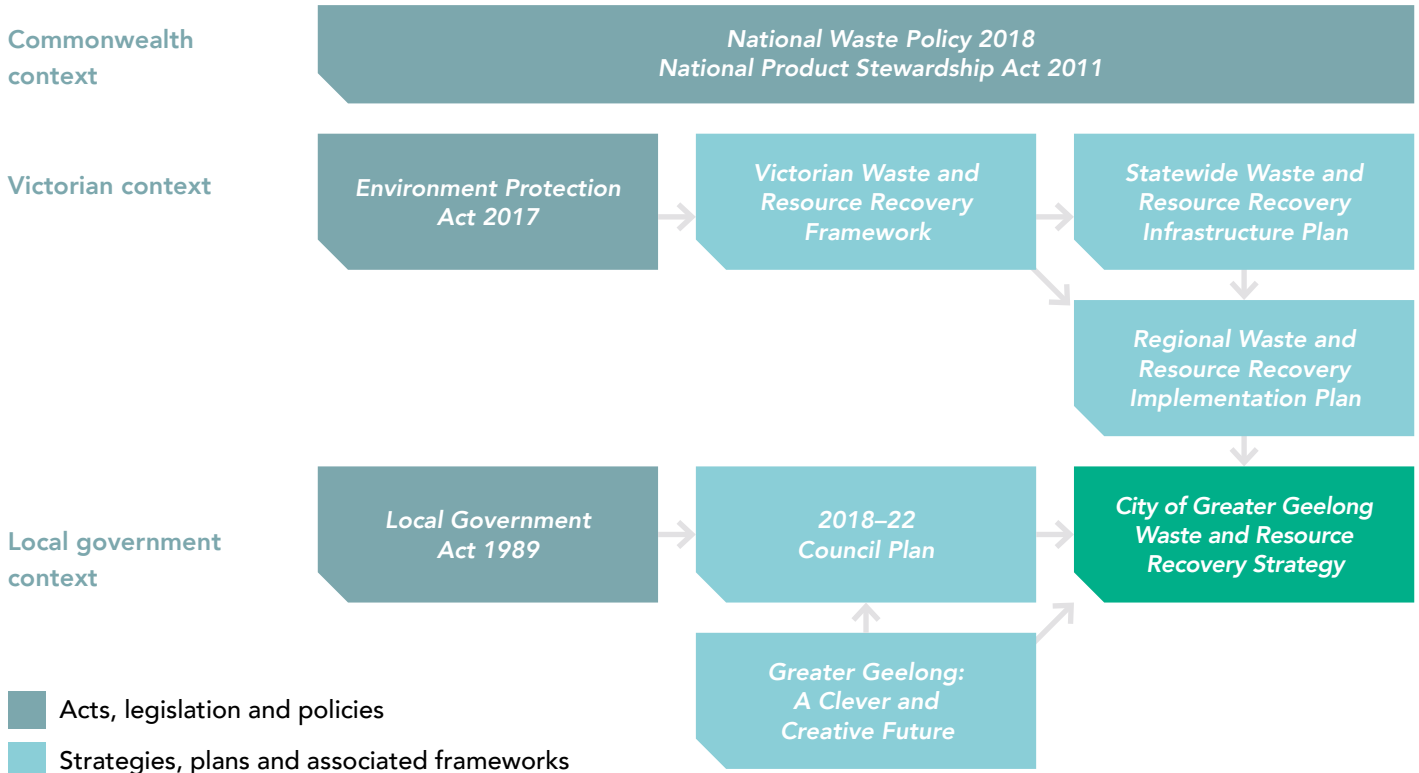 Commonwealth
context
National Waste Policy 2018
National Product Stewardship Act 2011
Victorian context
Environment Protection
Act 2017
Victorian Waste and
Resource Recovery
Framework
Statewide Waste and
Resource Recovery
Infrastructure Plan
Regional Waste and
Resource Recovery
Implementation Plan
Local government
context
Local Government
Act 1989
2018–22
Council Plan
City of Greater Geelong
Waste and Resource
Recovery Strategy
Greater Geelong:
A Clever and
Creative Future
Acts, legislation and policies
Strategies, plans and associated frameworks